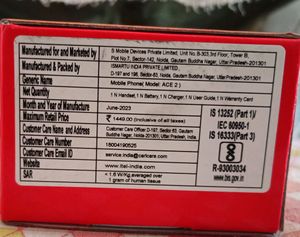 Manufactured for and Marketed by S Mobile Devices Private Limited, Unit No. B-303, 3rd Floor, Tower B,
Plot No.7, Sector-142, Noida, Gautam Buddha Nagar, Uttar Pradesh-201301
Manufactured & Packed by ISMARTU INDIA PRIVATE LIMITED,
D-197 and 198, Sector-63, Noida, Gautam Buddha Nagar, Uttar Pradesh-201301
Generic Name Mobile Phone( Model: ACE 2 )
Net Quantity 1 N Handset, 1 N Battery, 1 N Charger, 1 N User Guide, 1 N Warranty Card
Month and Year of Manufacture June-2023
Maximum Retail Price ₹ 1449.00 (Inclusive of all taxes)
Customer Care Name and Address Customer Care Officer D-197, Sector 63, Gautam
Buddha Nagar, Noida, Uttar Pradesh, India
Customer Care Number 18004190525
Customer Care Email ID service.india@carlcare.com
Website www.itel-india.com
SAR < 1.6 W/Kg averaged over
1 gram of human tissue
IS 13252 (Part 1)/
IEC 60950-1
IS 16333(Part 3)
R-93003034
www.bis.gov.in